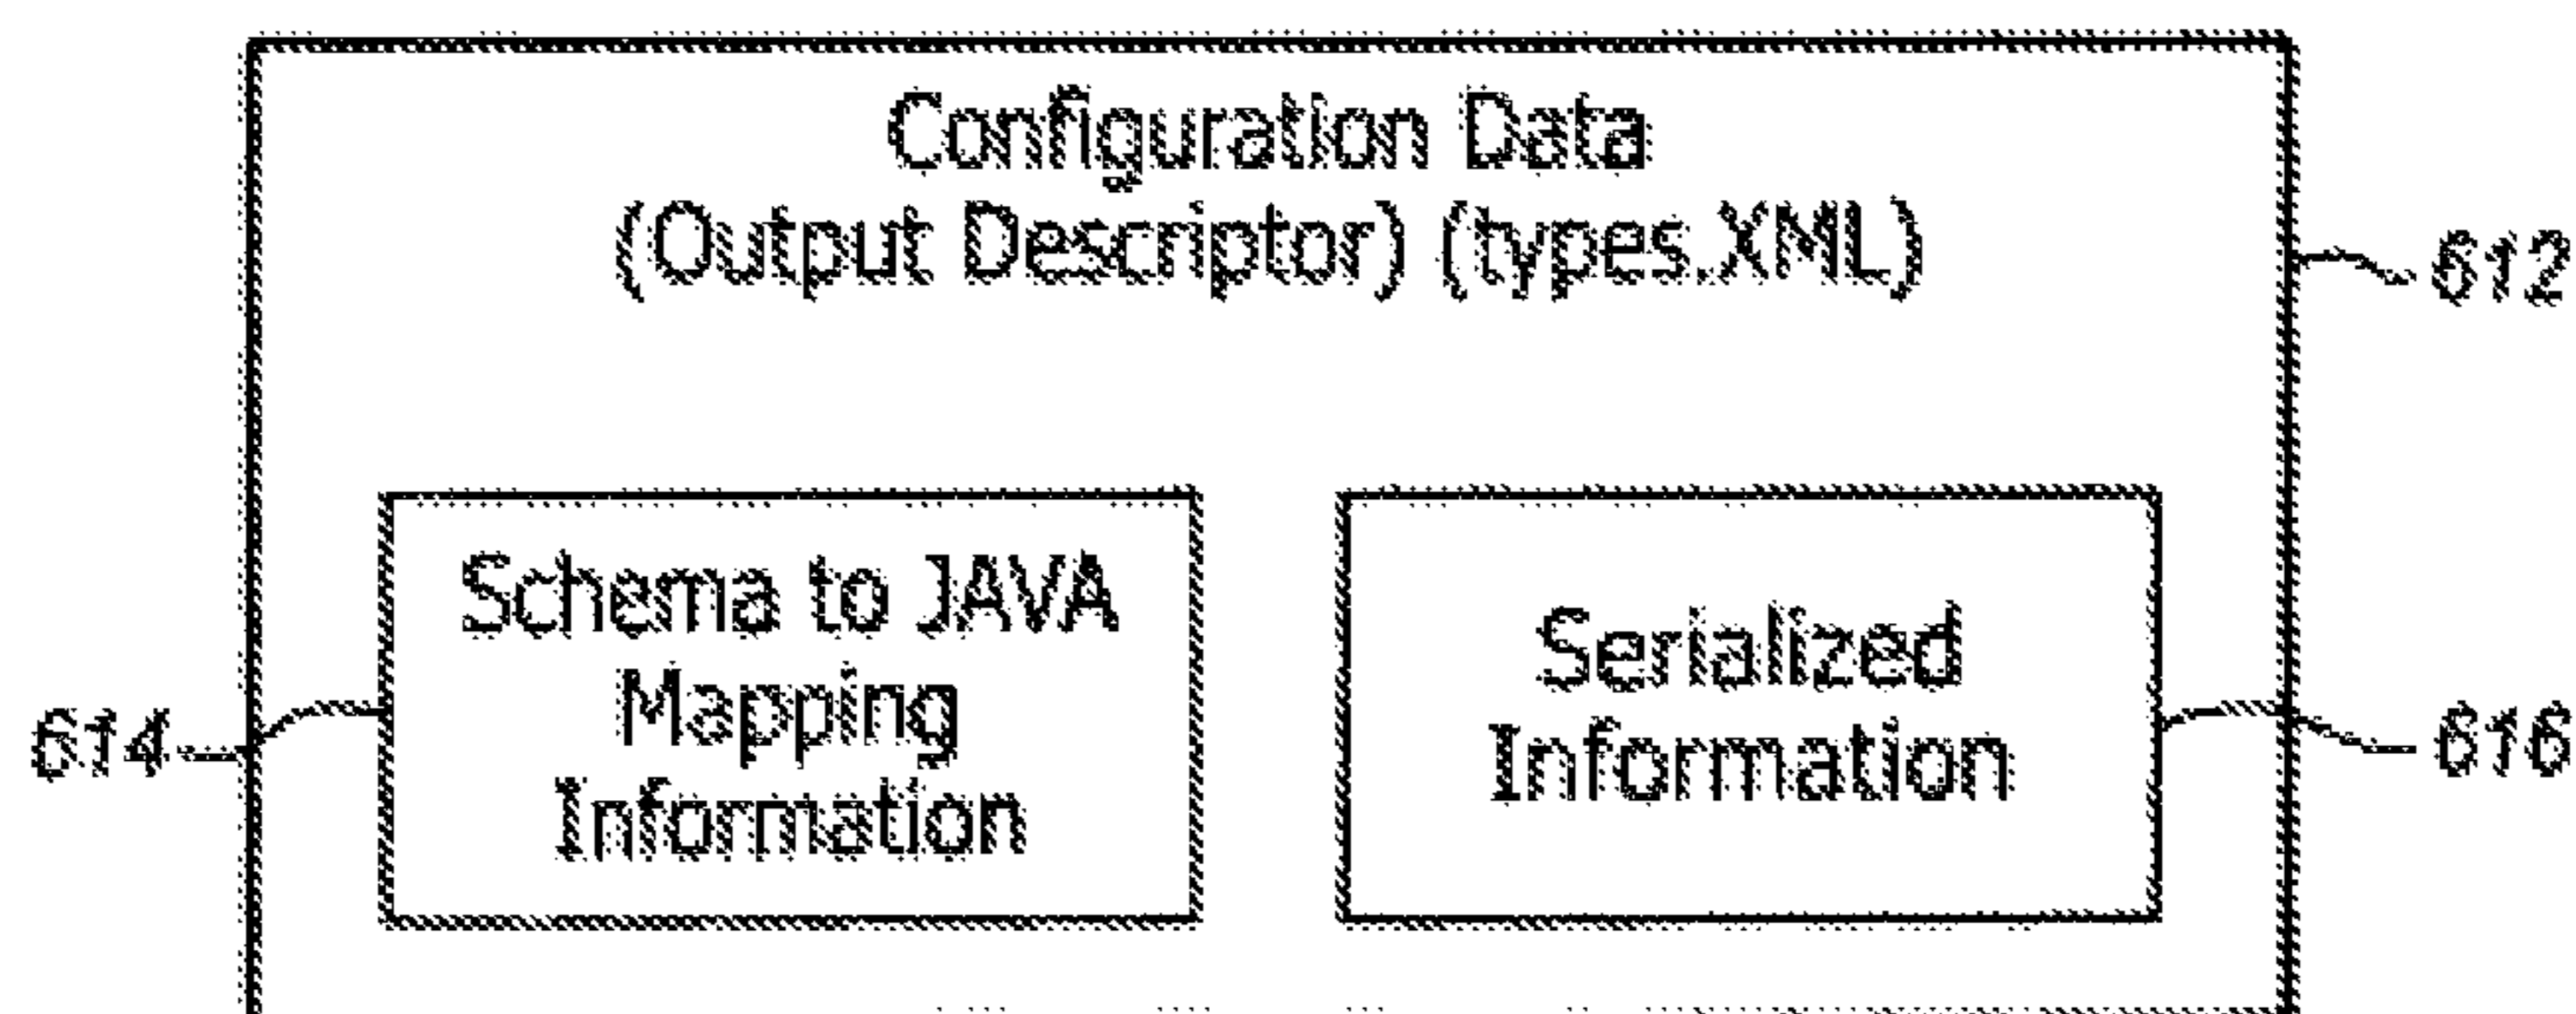 Configuration Data
(Output Descriptor) (types.XML)
612
Schema to JAVA
Mapping
Information
614
Serialized
Information
616